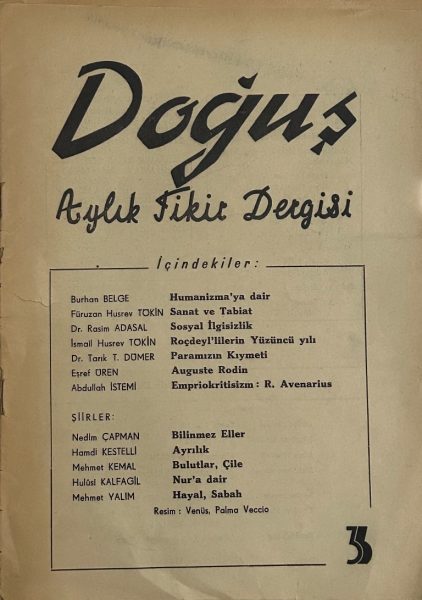 Doğuş
Aylık Fikir Dergisi
İçindekiler:
Burhan BELGE Humanizma'ya dair
Füruzan Husrev TÖKİN Sanat ve Tabiat
Dr. Rasim ADASAL Sosyal İlgisizlik
İsmail Husrev TÖKİN Roçdeyl'lilerin Yüzüncü yılı
Dr. Tarık T. DÖMER Paramızın Kıymeti
Eşref ÜREN Auguste Rodin
Abdullah İSTEMİ Empriokritisizm : R. Avenarius
ŞİİRLER:
Nedim ÇAPMAN Bilinmez Eller
Hamdi KESTELLİ Ayrılık
Mehmet KEMAL Bulutlar, Çile
Hulûsi KALFAGİL Nur'a dair
Mehmet YALIM Hayal, Sabah
Resim : Venüs, Palma Veccio
3